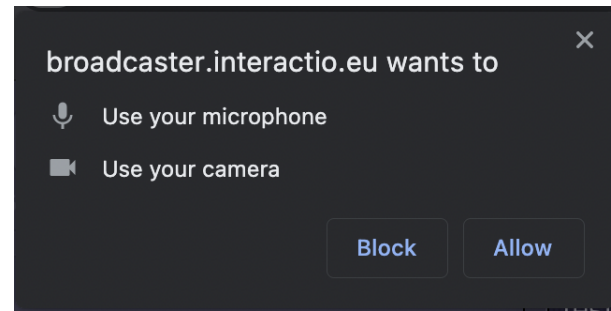 broadcaster.interactio.eu wants to
Use your microphone
Use your camera
Block Allow